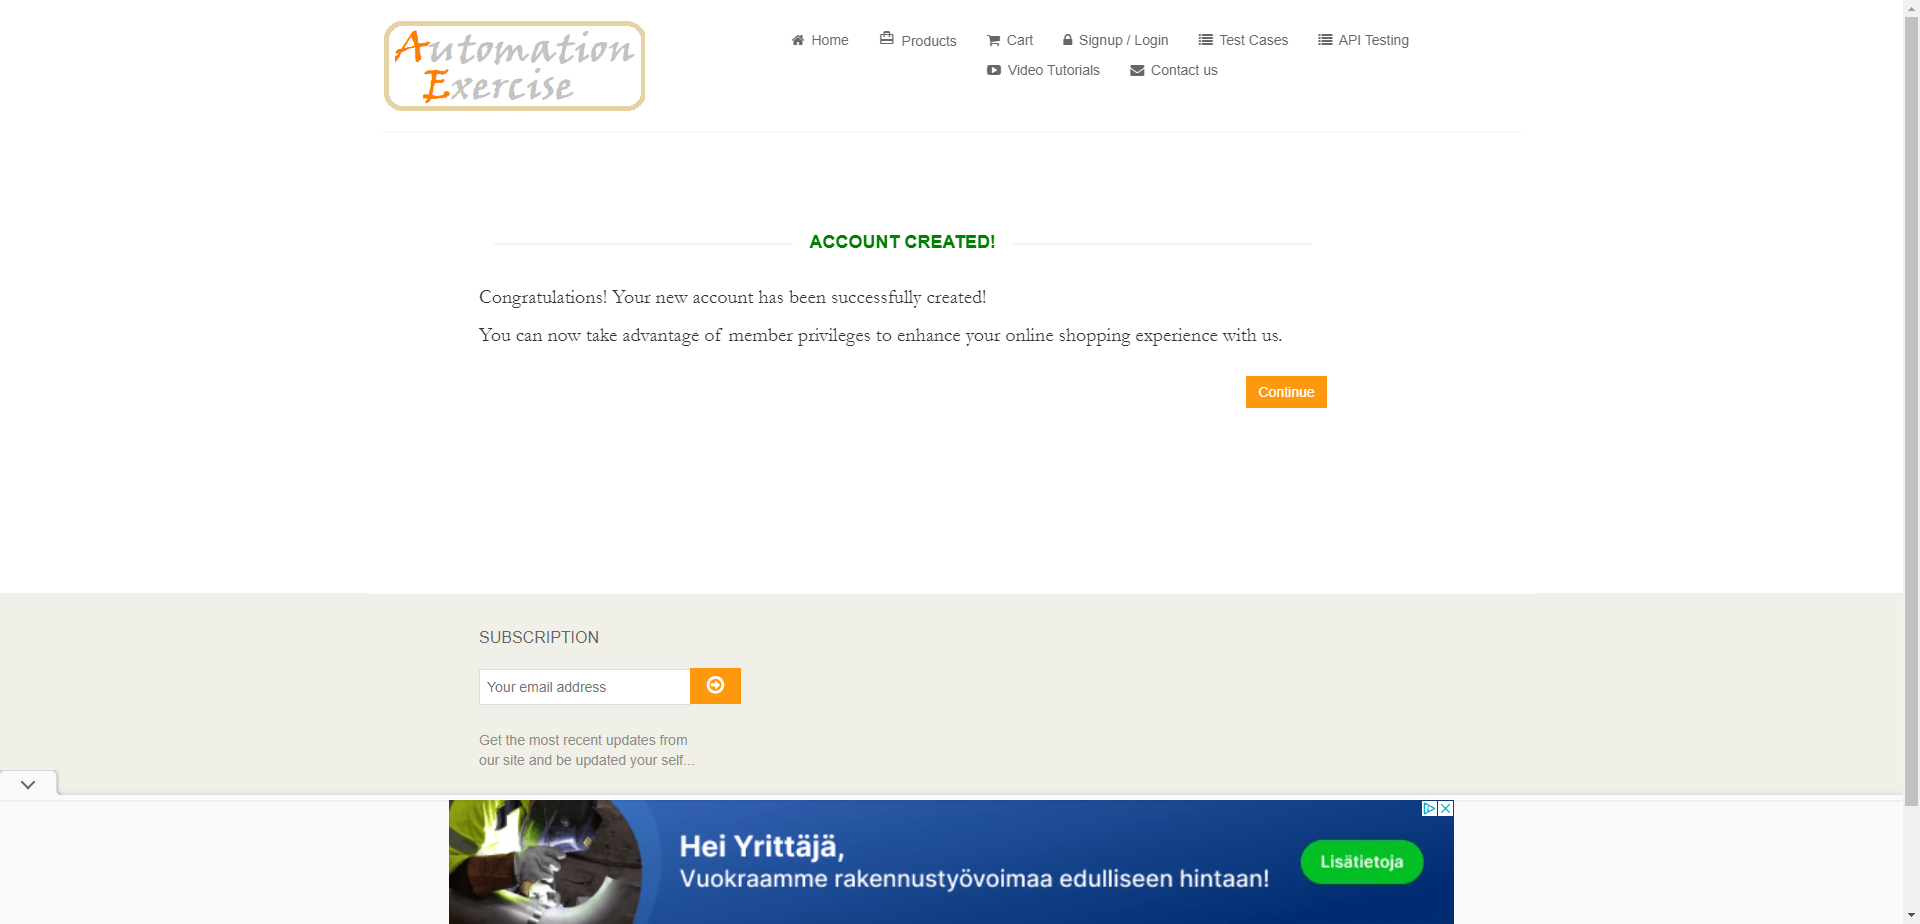 Automation
Exercise
Home
Products
Cart
Signup / Login
Test Cases
API Testing
Video Tutorials
Contact us
ACCOUNT CREATED!
Congratulations! Your new account has been successfully created!
You can now take advantage of member privileges to enhance your online shopping experience with us.
Continue
SUBSCRIPTION
Your email address
Get the most recent updates from
our site and be updated your self...
Hei Yrittäjä,
Vuokraamme rakennustyövoimaa edulliseen hintaan!
Lisätietoja